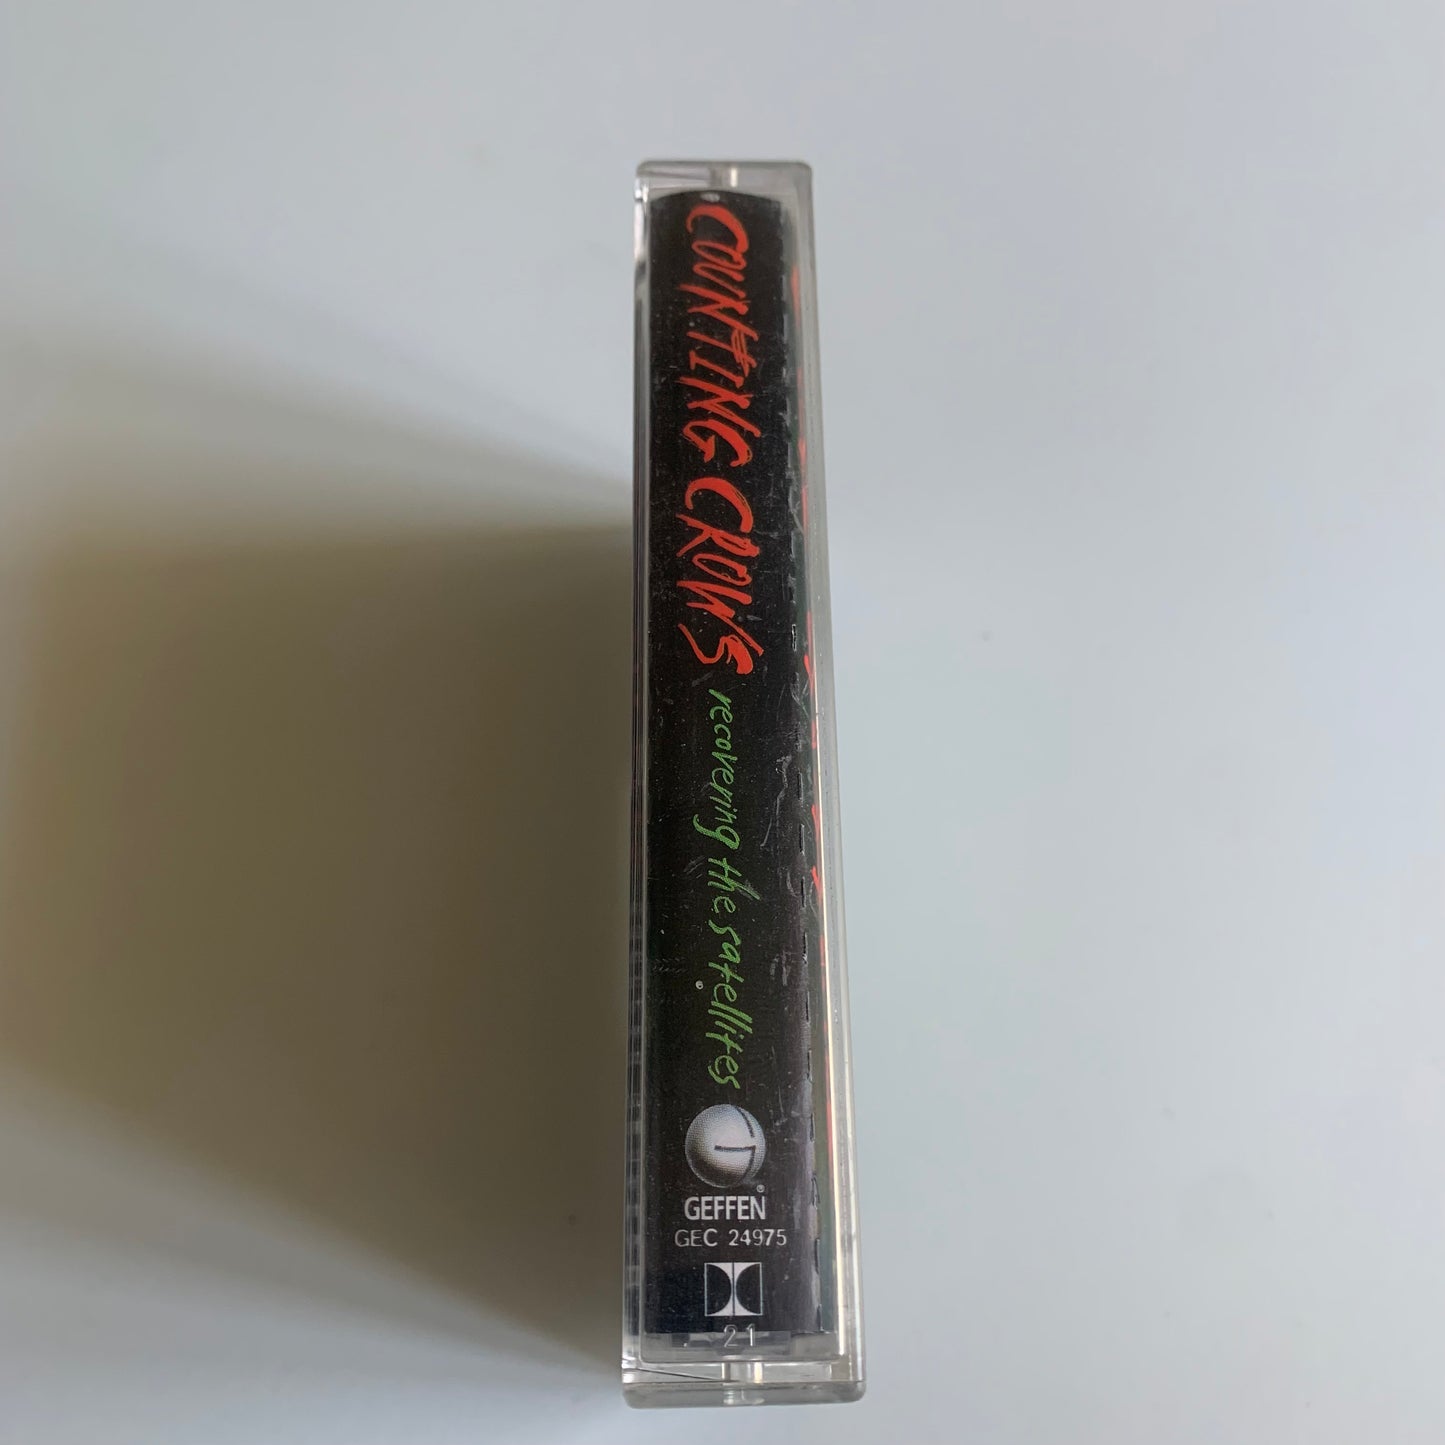 COUNTING CROWS
recovering the satellites
GEFFEN®
GEC 24975
21